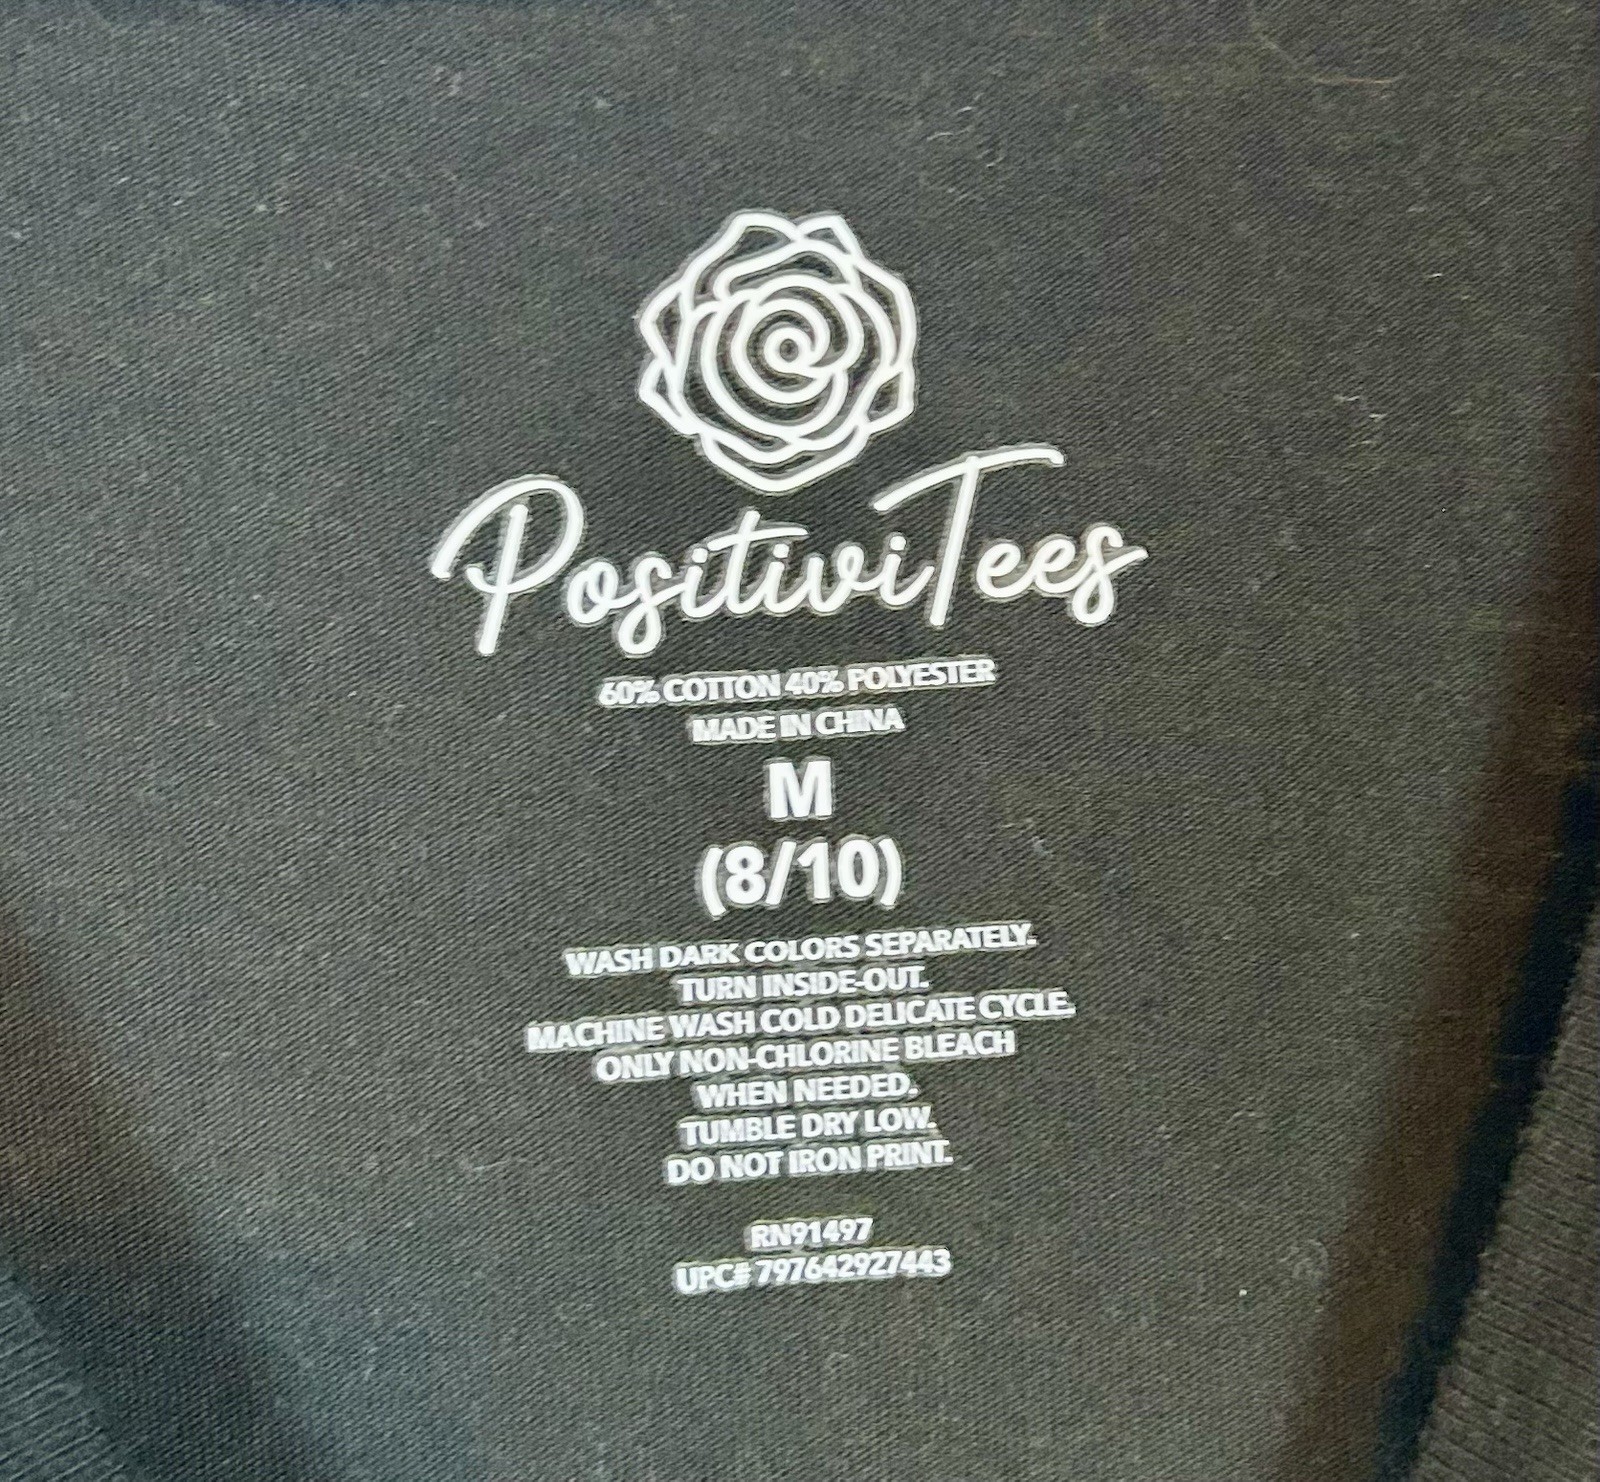 PositiviTees
60% COTTON 40% POLYESTER
MADE IN CHINA
M
(8/10)
WASH DARK COLORS SEPARATELY.
TURN INSIDE-OUT.
MACHINE WASH COLD DELICATE CYCLE.
ONLY NON-CHLORINE BLEACH
WHEN NEEDED.
TUMBLE DRY LOW.
DO NOT IRON PRINT.
RN91497
UPC# 797642927443